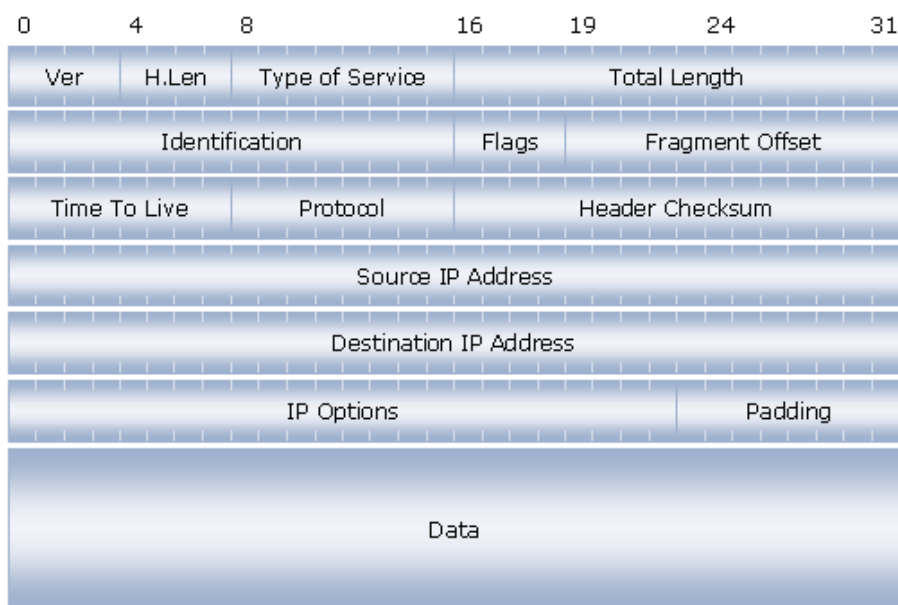 0 4 8 16 19 24 31
Ver H.Len Type of Service Total Length
Identification Flags Fragment Offset
Time To Live Protocol Header Checksum
Source IP Address
Destination IP Address
IP Options Padding
Data